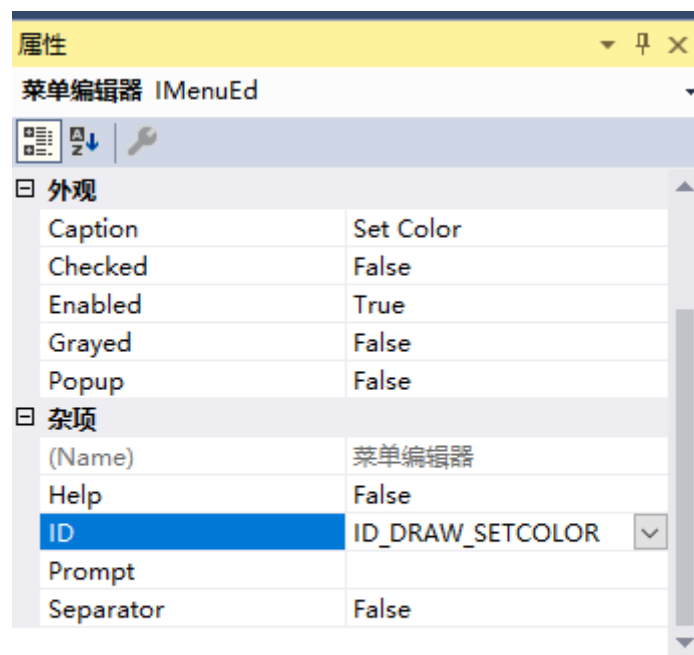 属性
菜单编辑器 IMenuEd
外观
Caption Set Color
Checked False
Enabled True
Grayed False
Popup False
杂项
(Name) 菜单编辑器
Help False
ID ID_DRAW_SETCOLOR
Prompt
Separator False